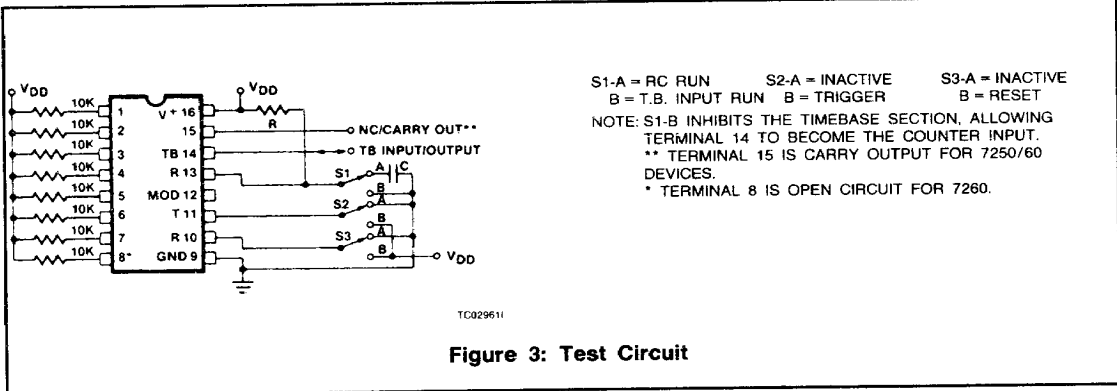 VDD
VDD
10K 1 V+ 16
10K 2 15 R NC/CARRY OUT**
10K 3 TB 14 TB INPUT/OUTPUT
10K 4 R 13 S1 A C
10K 5 MOD 12 B
10K 6 T 11 S2 A
10K 7 R 10 S3 B A
10K 8* GND 9 B VDD
TC02961I
S1-A = RC RUN S2-A = INACTIVE S3-A = INACTIVE
B = T.B. INPUT RUN B = TRIGGER B = RESET
NOTE: S1-B INHIBITS THE TIMEBASE SECTION, ALLOWING
TERMINAL 14 TO BECOME THE COUNTER INPUT.
** TERMINAL 15 IS CARRY OUTPUT FOR 7250/60
DEVICES.
* TERMINAL 8 IS OPEN CIRCUIT FOR 7260.
Figure 3: Test Circuit